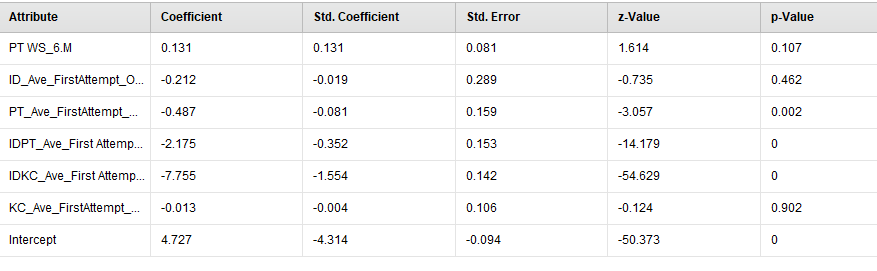 Attribute Coefficient Std. Coefficient Std. Error z-Value p-Value
PT WS_6.M 0.131 0.131 0.081 1.614 0.107
ID_Ave_FirstAttempt_O... -0.212 -0.019 0.289 -0.735 0.462
PT_Ave_FirstAttempt_... -0.487 -0.081 0.159 -3.057 0.002
IDPT_Ave_First Attemp... -2.175 -0.352 0.153 -14.179 0
IDKC_Ave_First Attemp... -7.755 -1.554 0.142 -54.629 0
KC_Ave_FirstAttempt_... -0.013 -0.004 0.106 -0.124 0.902
Intercept 4.727 -4.314 -0.094 -50.373 0